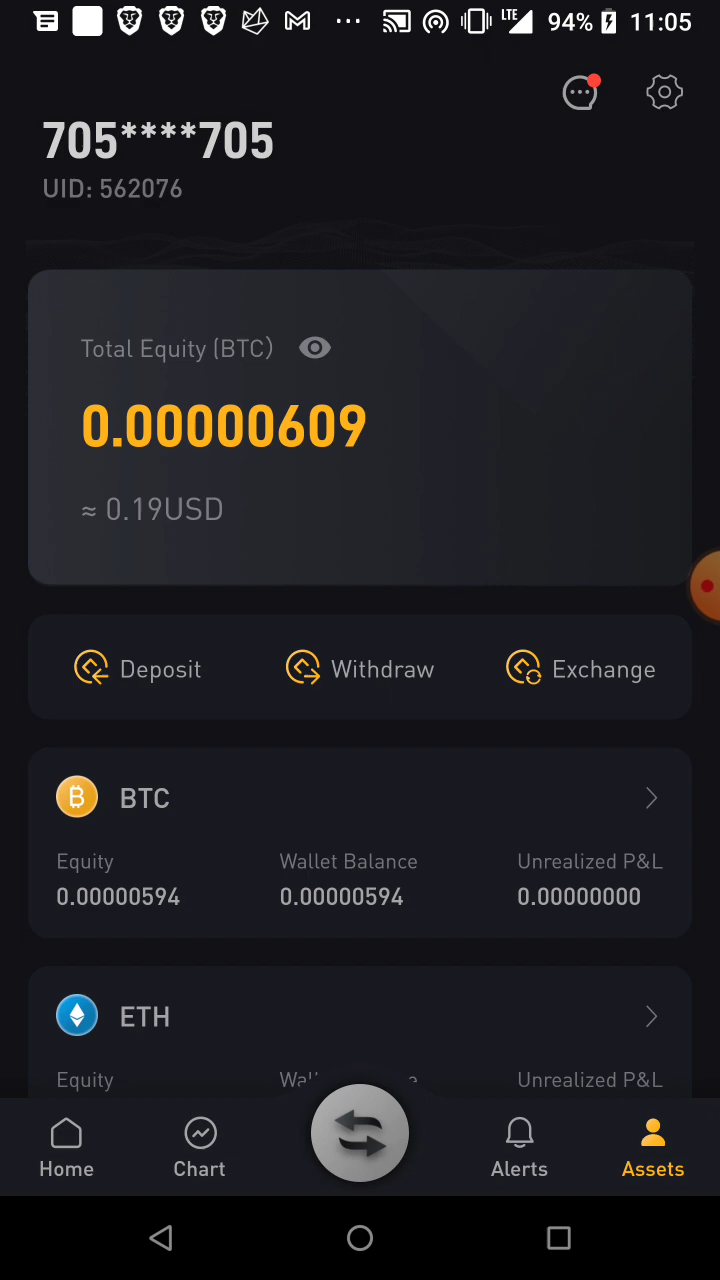 LTE 94% 11:05
705****705
UID: 562076
Total Equity (BTC)
0.00000609
≈ 0.19USD
Deposit Withdraw Exchange
BTC
Equity Wallet Balance Unrealized P&L
0.00000594 0.00000594 0.00000000
ETH
Equity Unrealized P&L
Home Chart Alerts Assets